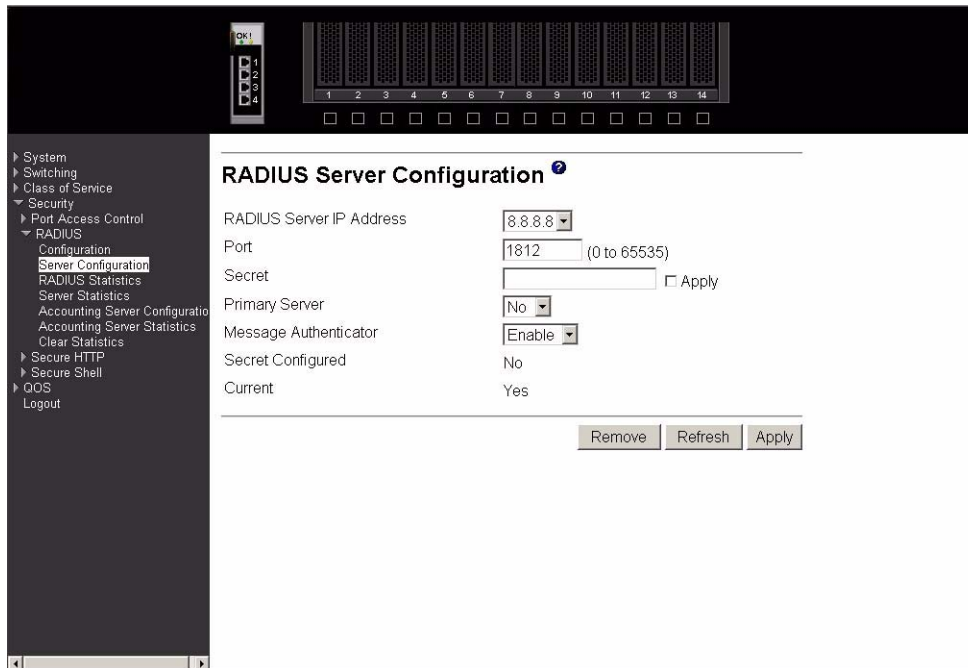 OK!
1
2
3
4
1 2 3 4 5 6 7 8 9 10 11 12 13 14
System
Switching
Class of Service
Security
Port Access Control
RADIUS
Configuration
Server Configuration
RADIUS Statistics
Server Statistics
Accounting Server Configuratio
Accounting Server Statistics
Clear Statistics
Secure HTTP
Secure Shell
QOS
Logout
RADIUS Server Configuration ?
RADIUS Server IP Address 8.8.8.8
Port 1812 (0 to 65535)
Secret Apply
Primary Server No
Message Authenticator Enable
Secret Configured No
Current Yes
Remove Refresh Apply